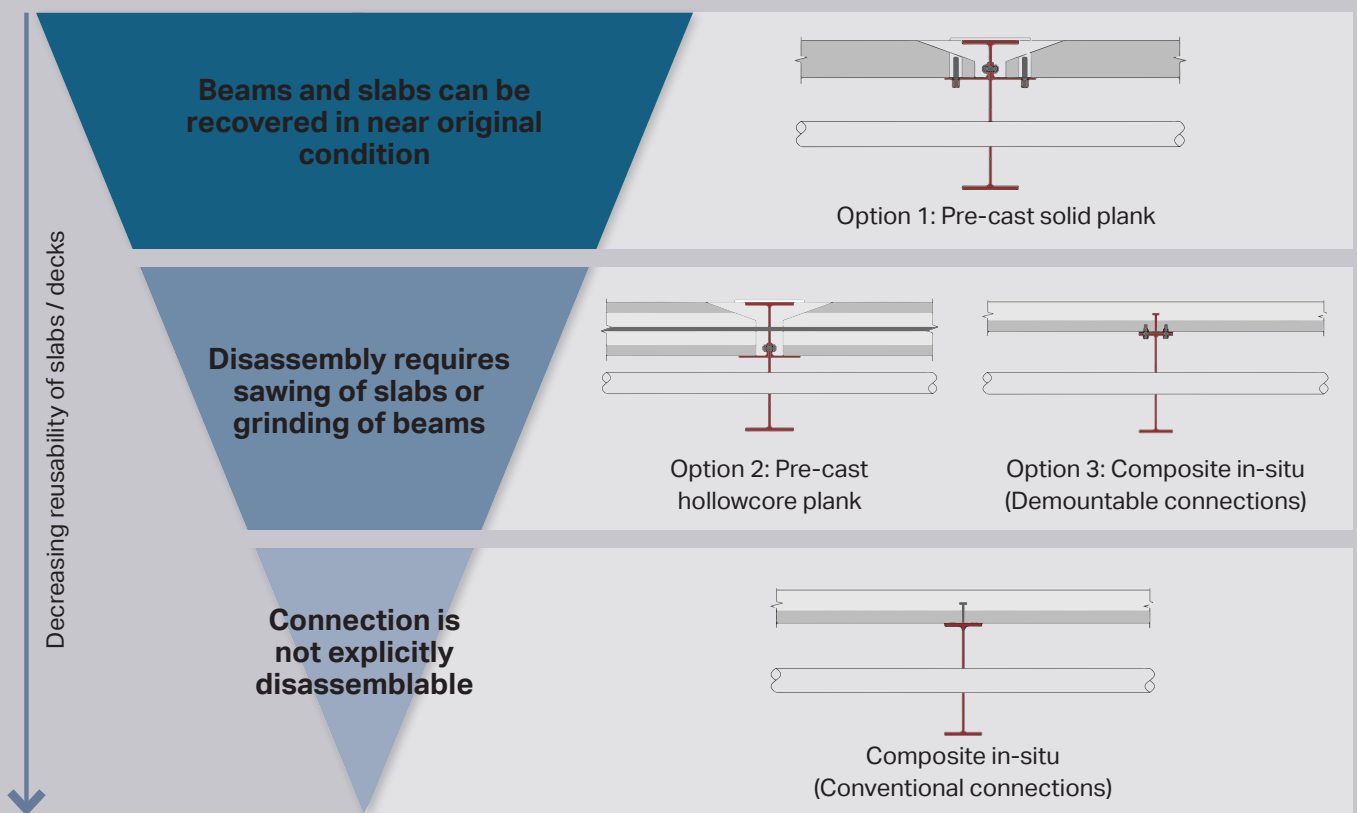 Decreasing reusability of slabs / decks
Beams and slabs can be
recovered in near original
condition
Option 1: Pre-cast solid plank
Disassembly requires
sawing of slabs or
grinding of beams
Option 2: Pre-cast
hollowcore plank
Option 3: Composite in-situ
(Demountable connections)
Connection is
not explicitly
disassemblable
Composite in-situ
(Conventional connections)